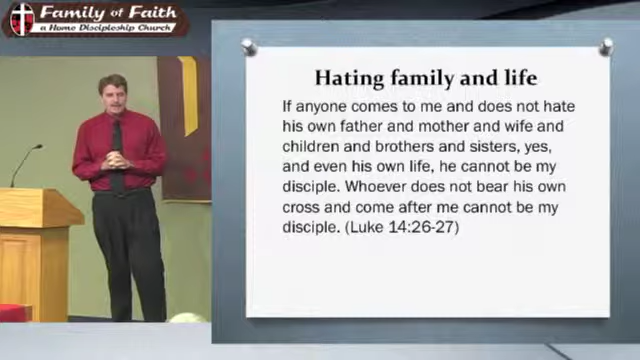 Family of Faith
a Home Discipleship Church
Hating family and life
If anyone comes to me and does not hate
his own father and mother and wife and
children and brothers and sisters, yes,
and even his own life, he cannot be my
disciple. Whoever does not bear his own
cross and come after me cannot be my
disciple. (Luke 14:26-27)